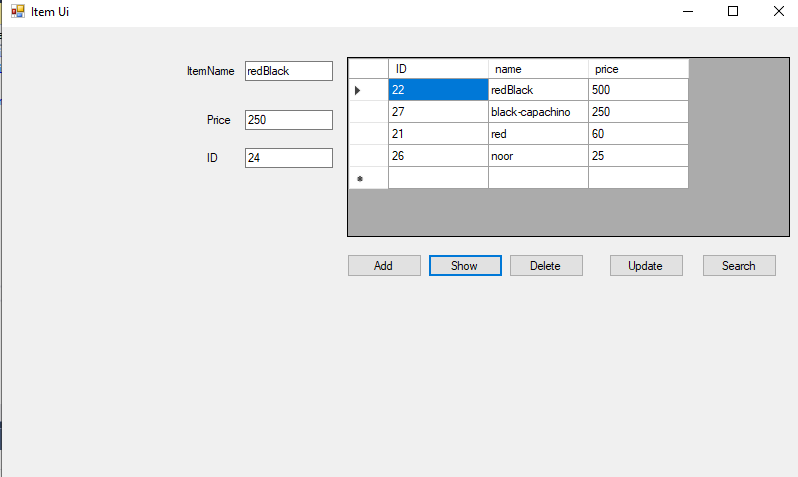 Item Ui
ItemName redBlack
Price 250
ID 24
ID name price
22 redBlack 500
27 black-capachino 250
21 red 60
26 noor 25
Add Show Delete Update Search